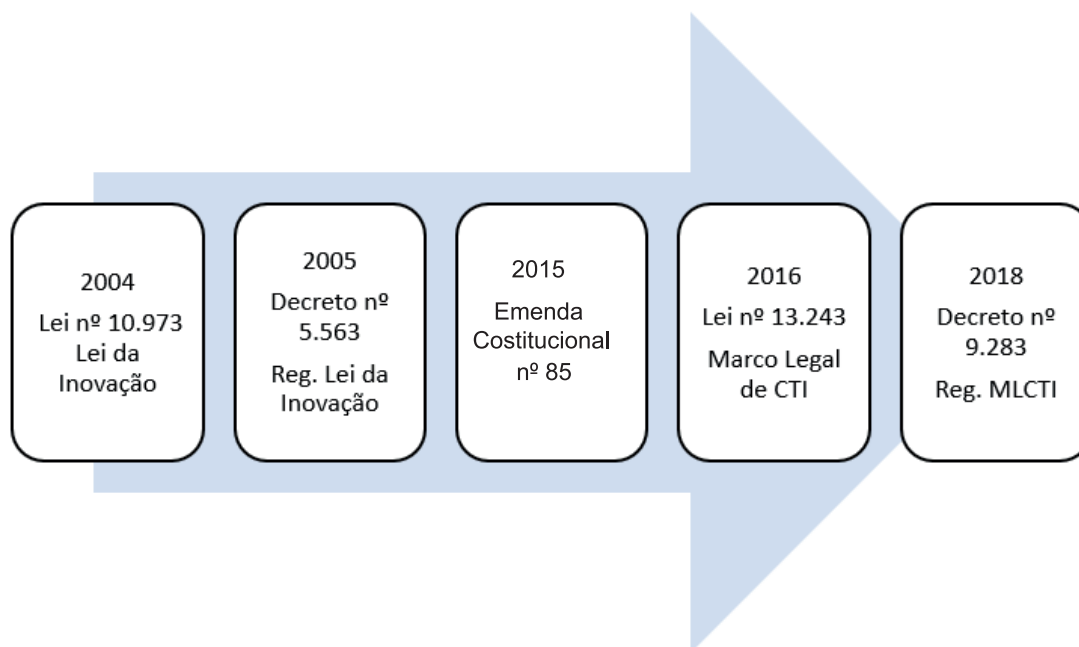 2004
Lei nº 10.973
Lei da
Inovação
2005
Decreto nº
5.563
Reg. Lei da
Inovação
2015
Emenda
Costitucional
nº 85
2016
Lei nº 13.243
Marco Legal
de CTI
2018
Decreto nº
9.283
Reg. MLCTI